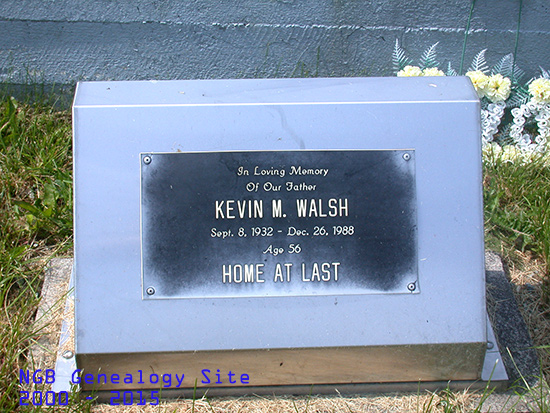 In Loving Memory
Of Our Father
KEVIN M. WALSH
Sept. 8, 1932 - Dec. 26, 1988
Age 56
HOME AT LAST
NGB Genealogy Site
2000 - 2015